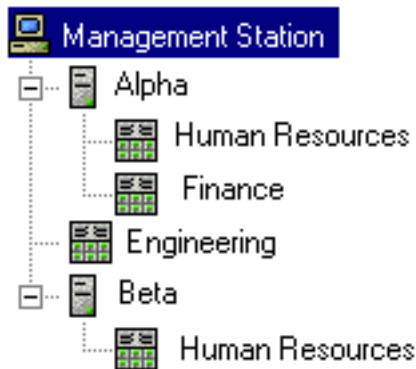 Management Station
Alpha
Human Resources
Finance
Engineering
Beta
Human Resources